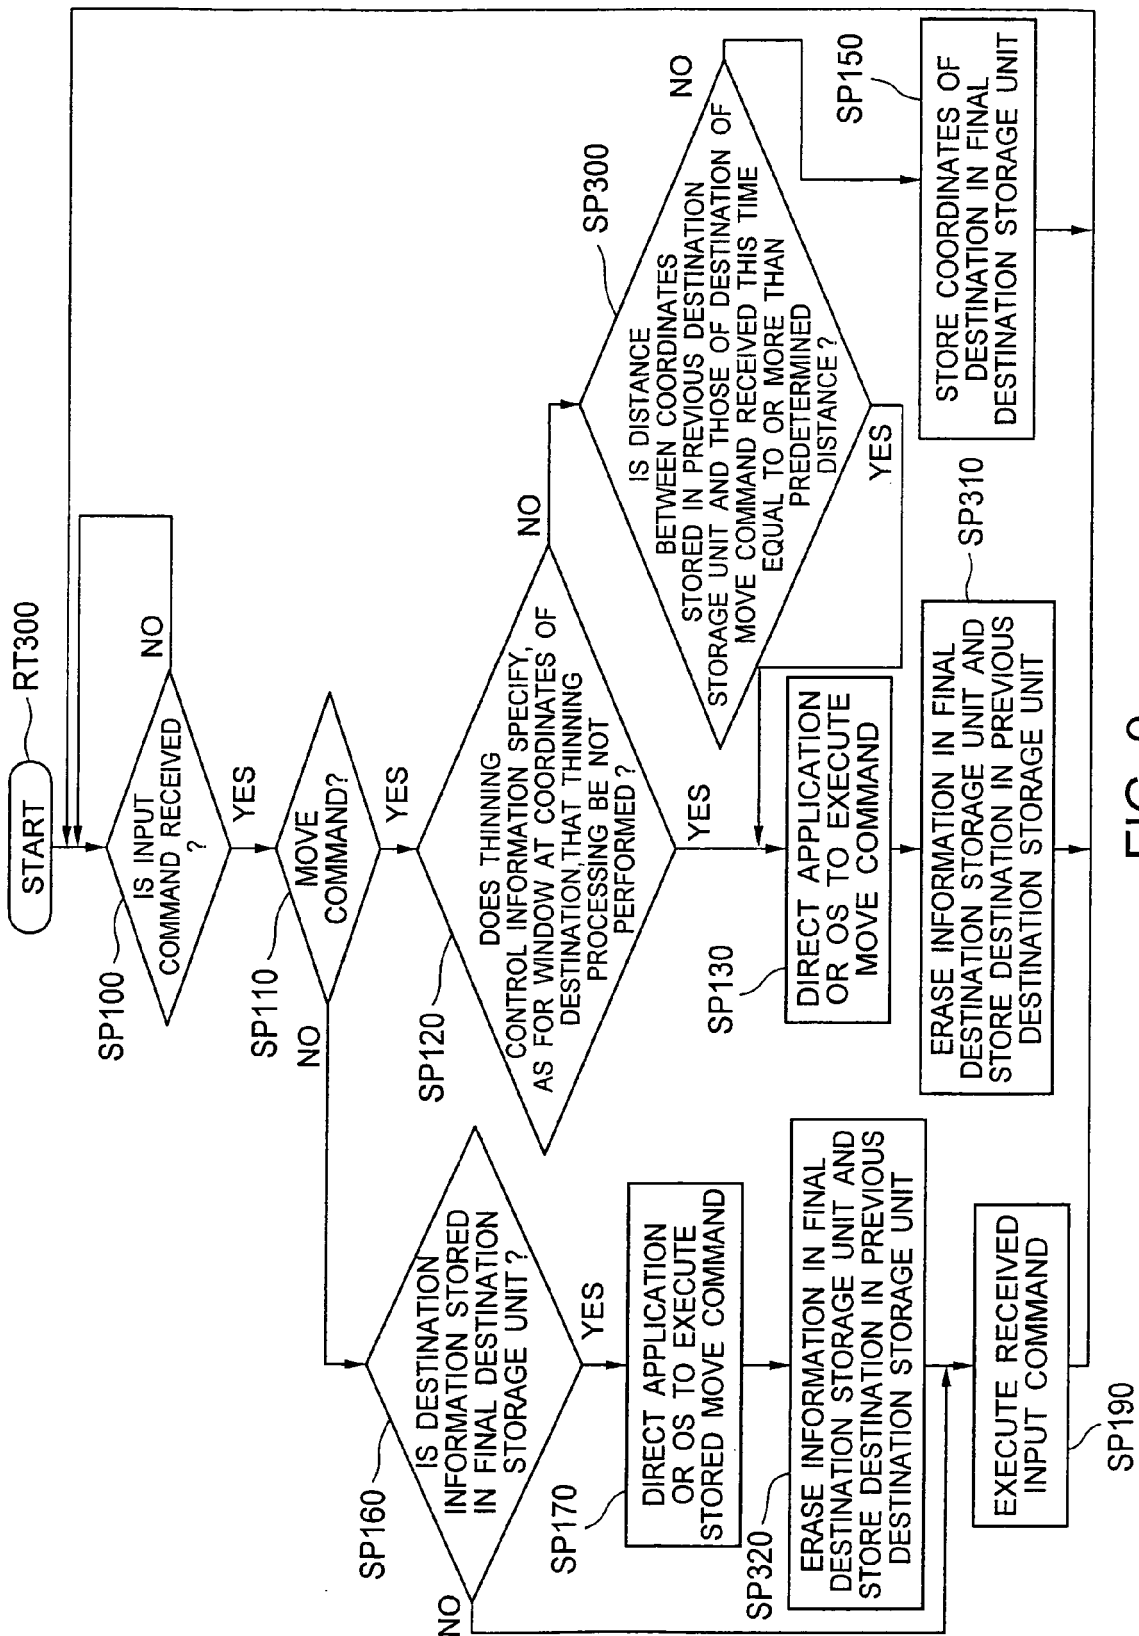 START
RT300
SP100
IS INPUT
COMMAND RECEIVED
?
NO
YES
SP110
MOVE
COMMAND?
NO
YES
SP120
DOES THINNING
CONTROL INFORMATION SPECIFY,
AS FOR WINDOW AT COORDINATES OF
DESTINATION,THAT THINNING
PROCESSING BE NOT
PERFORMED ?
NO
YES
SP300
IS DISTANCE
BETWEEN COORDINATES
STORED IN PREVIOUS DESTINATION
STORAGE UNIT AND THOSE OF DESTINATION OF
MOVE COMMAND RECEIVED THIS TIME
EQUAL TO OR MORE THAN
PREDETERMINED
DISTANCE ?
NO
YES
SP130
DIRECT APPLICATION
OR OS TO EXECUTE
MOVE COMMAND
SP310
ERASE INFORMATION IN FINAL
DESTINATION STORAGE UNIT AND
STORE DESTINATION IN PREVIOUS
DESTINATION STORAGE UNIT
SP150
STORE COORDINATES OF
DESTINATION IN FINAL
DESTINATION STORAGE UNIT
SP160
IS DESTINATION
INFORMATION STORED
IN FINAL DESTINATION
STORAGE UNIT ?
NO
YES
SP170
DIRECT APPLICATION
OR OS TO EXECUTE
STORED MOVE COMMAND
SP320
ERASE INFORMATION IN FINAL
DESTINATION STORAGE UNIT AND
STORE DESTINATION IN PREVIOUS
DESTINATION STORAGE UNIT
EXECUTE RECEIVED
INPUT COMMAND
SP190
FIG.